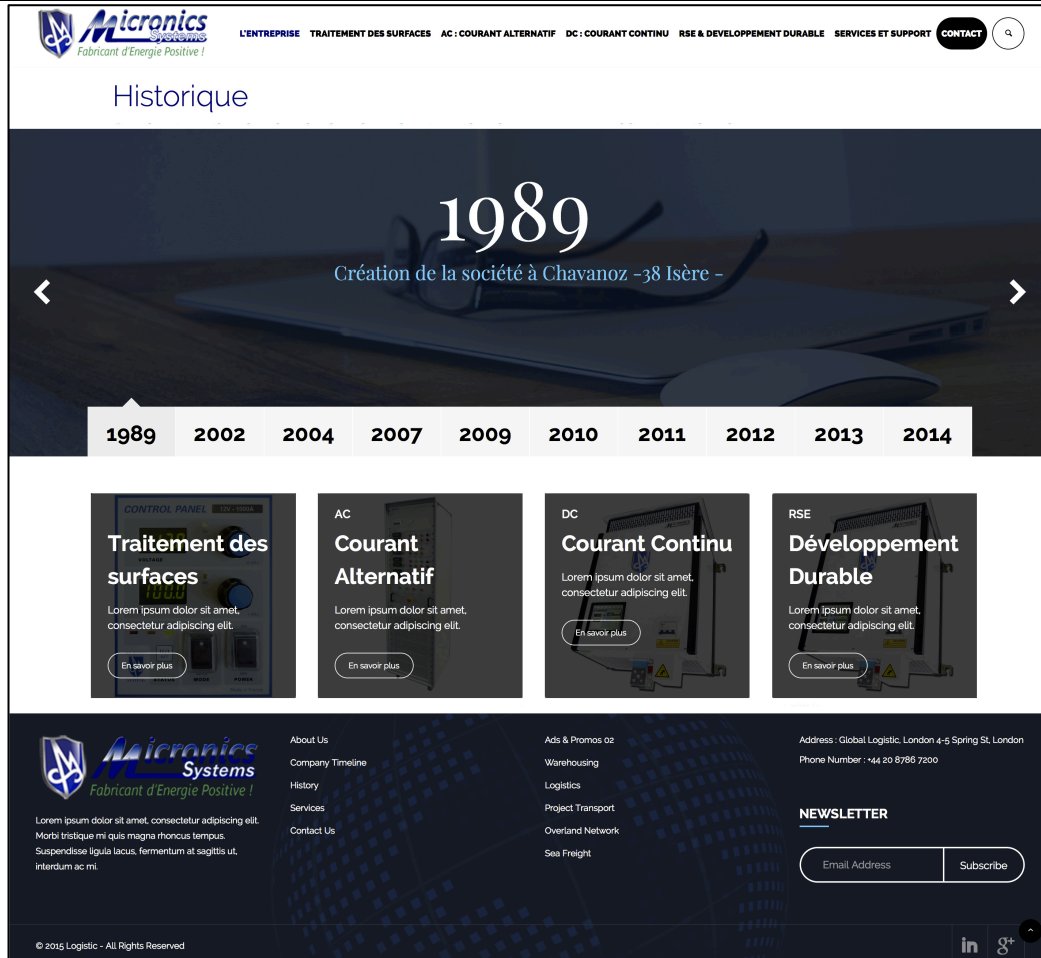 Micronics
Systems
Fabricant d'Energie Positive !
L'ENTREPRISE TRAITEMENT DES SURFACES AC : COURANT ALTERNATIF DC : COURANT CONTINU RSE & DEVELOPPEMENT DURABLE SERVICES ET SUPPORT CONTACT
Historique
1989
Création de la société à Chavanoz -38 Isère -
1989 2002 2004 2007 2009 2010 2011 2012 2013 2014
CONTROL PANEL 12V - 1000A
Traitement des
surfaces
Lorem ipsum dolor sit amet,
consectetur adipiscing elit.
En savoir plus
AC
Courant
Alternatif
Lorem ipsum dolor sit amet,
consectetur adipiscing elit.
En savoir plus
DC
Courant Continu
Lorem ipsum dolor sit amet,
consectetur adipiscing elit.
En savoir plus
RSE
Développement
Durable
Lorem ipsum dolor sit amet,
consectetur adipiscing elit.
En savoir plus
Micronics
Systems
Fabricant d'Energie Positive !
Lorem ipsum dolor sit amet, consectetur adipiscing elit.
Morbi tristique mi quis magna rhoncus tempus.
Suspendisse ligula lacus, fermentum at sagittis ut,
interdum ac mi.
About Us
Company Timeline
History
Services
Contact Us
Ads & Promos 02
Warehousing
Logistics
Project Transport
Overland Network
Sea Freight
Address : Global Logistic, London 4-5 Spring St, London
Phone Number : +44 20 8786 7200
NEWSLETTER
Email Address Subscribe
© 2015 Logistic - All Rights Reserved
in g+